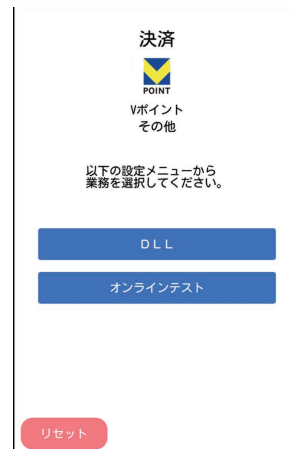 決済
POINT
Vポイント
その他
以下の設定メニューから
業務を選択してください。
ＤＬＬ
オンラインテスト
リセット